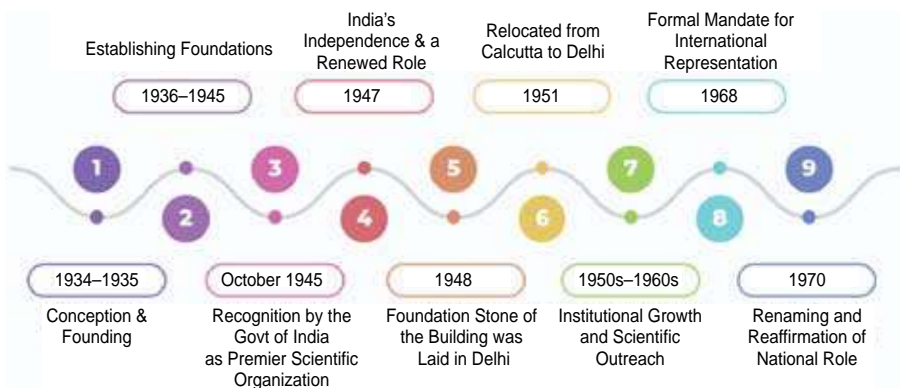 Establishing Foundations
India's
Independence & a
Renewed Role
Relocated from
Calcutta to Delhi
Formal Mandate for
International
Representation
1936–1945
1947
1951
1968
1
2
3
4
5
6
7
8
9
1934–1935
October 1945
1948
1950s–1960s
1970
Conception &
Founding
Recognition by the
Govt of India
as Premier Scientific
Organization
Foundation Stone of
the Building was
Laid in Delhi
Institutional Growth
and Scientific
Outreach
Renaming and
Reaffirmation of
National Role